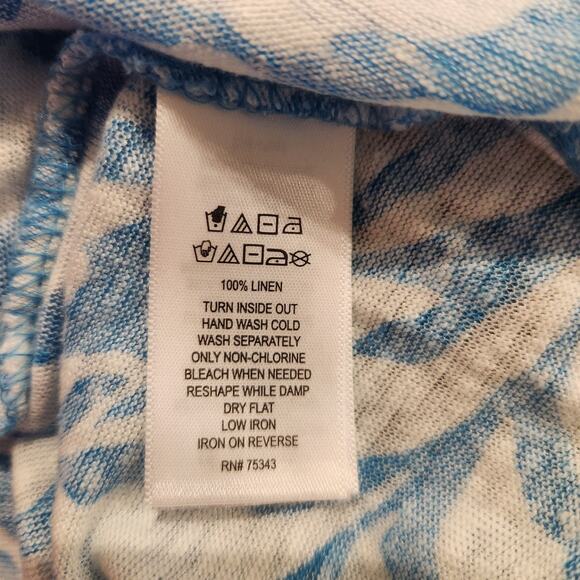 100% LINEN
TURN INSIDE OUT
HAND WASH COLD
WASH SEPARATELY
ONLY NON-CHLORINE
BLEACH WHEN NEEDED
RESHAPE WHILE DAMP
DRY FLAT
LOW IRON
IRON ON REVERSE
RN# 75343